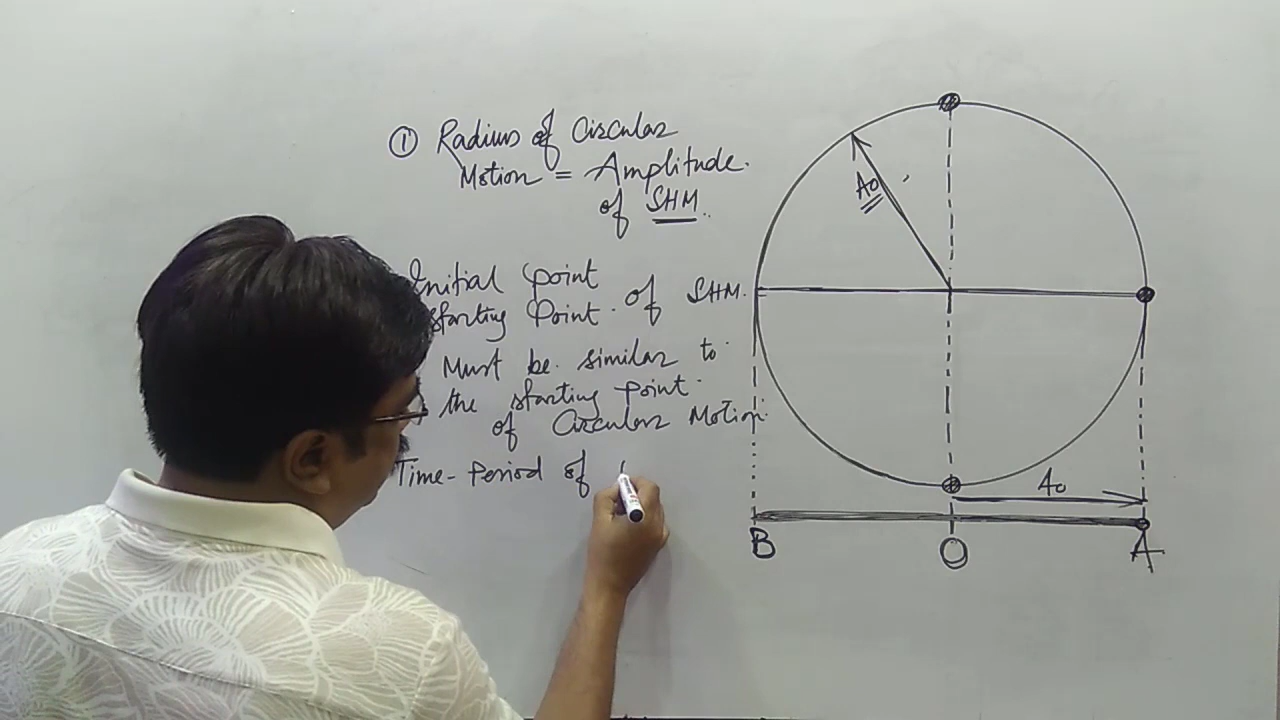 ① Radius of Circular
Motion = Amplitude.
of SHM.
Initial point
starting Point. of SHM.
Must be similar to
the starting point
of Circular Motion
Time-Period of
A₀
A₀
B
O
A